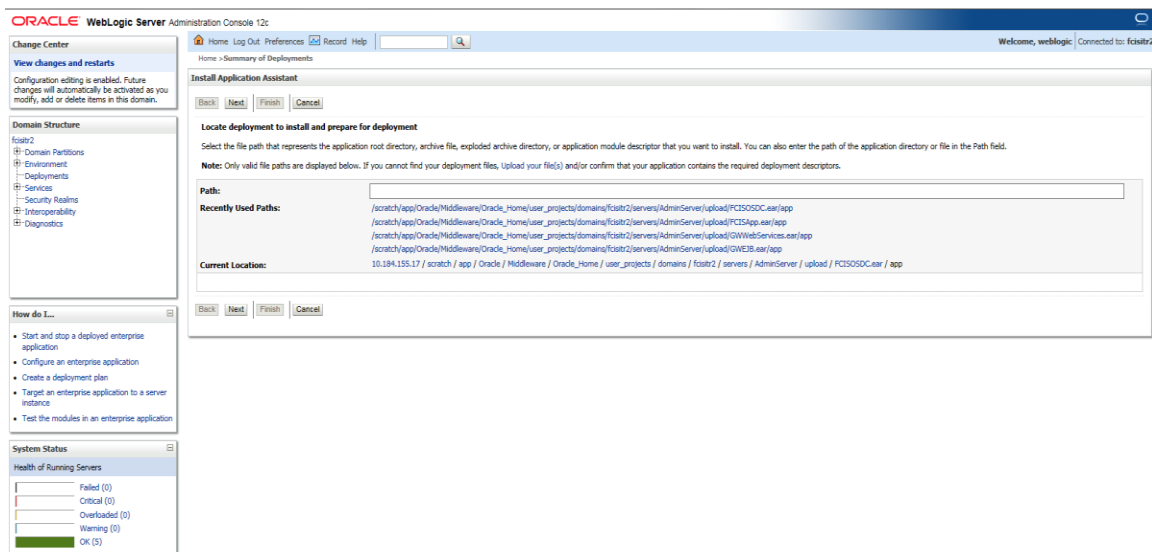 ORACLE WebLogic Server Administration Console 12c
Change Center
View changes and restarts
Configuration editing is enabled. Future
changes will automatically be activated as you
modify, add or delete items in this domain.
Domain Structure
fcisitr2
Domain Partitions
Environment
Deployments
Services
Security Realms
Interoperability
Diagnostics
How do I...
Start and stop a deployed enterprise
application
Configure an enterprise application
Create a deployment plan
Target an enterprise application to a server
instance
Test the modules in an enterprise application
System Status
Health of Running Servers
Failed (0)
Critical (0)
Overloaded (0)
Warning (0)
OK (5)
Home Log Out Preferences Record Help
Welcome, weblogic Connected to: fcisitr2
Home >Summary of Deployments
Install Application Assistant
Back Next Finish Cancel
Locate deployment to install and prepare for deployment
Select the file path that represents the application root directory, archive file, exploded archive directory, or application module descriptor that you want to install. You can also enter the path of the application directory or file in the Path field.
Note: Only valid file paths are displayed below. If you cannot find your deployment files, Upload your file(s) and/or confirm that your application contains the required deployment descriptors.
Path:
Recently Used Paths: /scratch/app/Oracle/Middleware/Oracle_Home/user_projects/domains/fcisitr2/servers/AdminServer/upload/FCISOSDC.ear/app
/scratch/app/Oracle/Middleware/Oracle_Home/user_projects/domains/fcisitr2/servers/AdminServer/upload/FCISApp.ear/app
/scratch/app/Oracle/Middleware/Oracle_Home/user_projects/domains/fcisitr2/servers/AdminServer/upload/GWWebServices.ear/app
/scratch/app/Oracle/Middleware/Oracle_Home/user_projects/domains/fcisitr2/servers/AdminServer/upload/GWEJB.ear/app
Current Location: 10.184.155.17 / scratch / app / Oracle / Middleware / Oracle_Home / user_projects / domains / fcisitr2 / servers / AdminServer / upload / FCISOSDC.ear / app
Back Next Finish Cancel